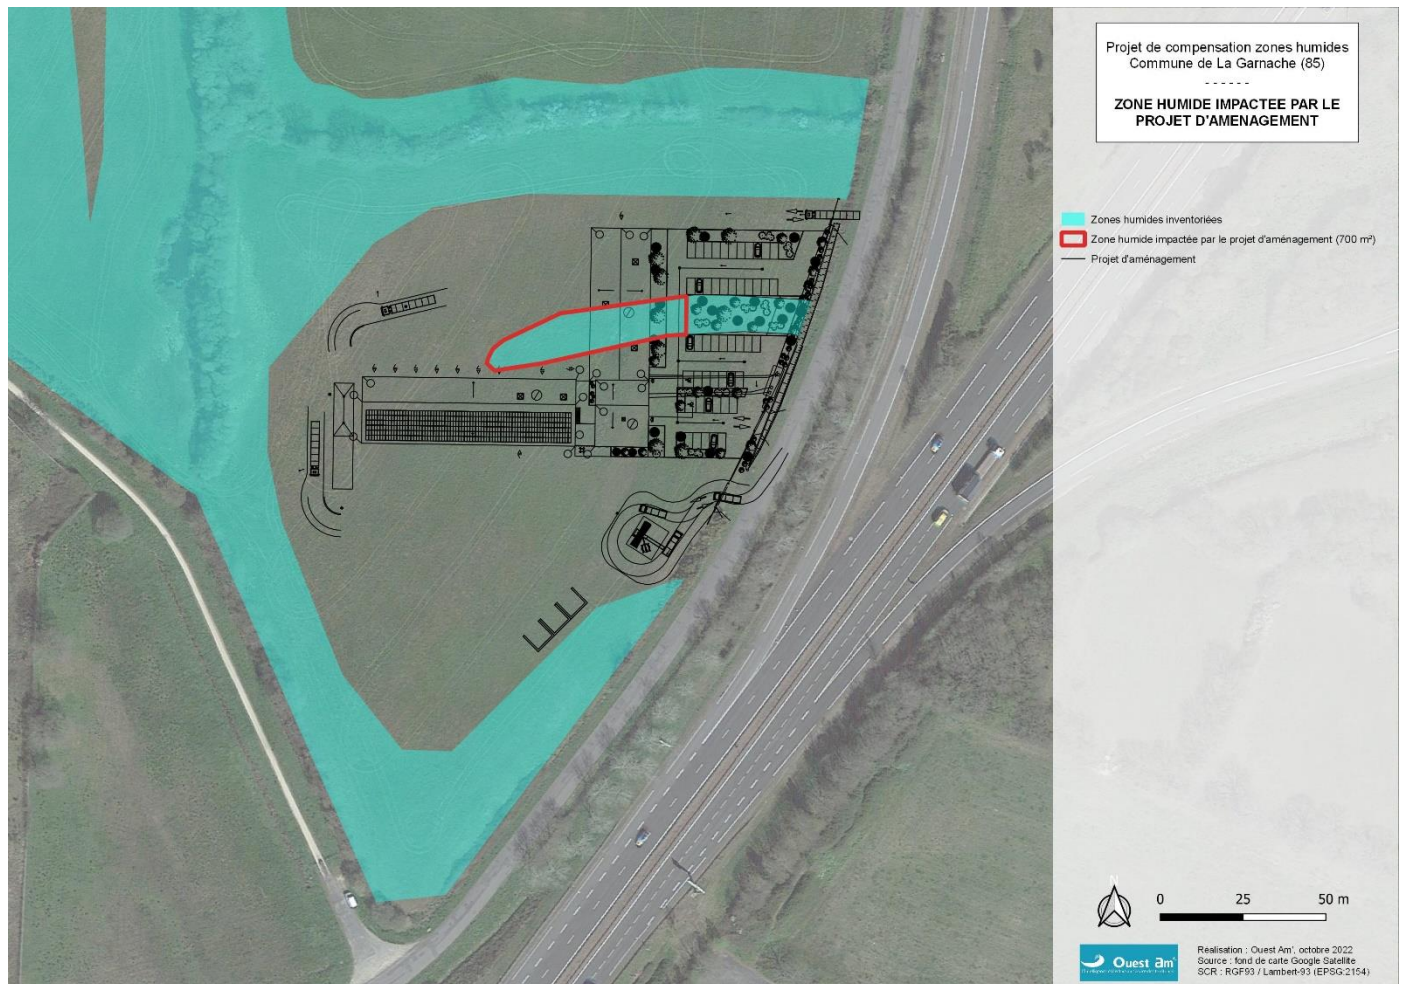 Projet de compensation zones humides
Commune de La Garnache (85)
- - - - - -
ZONE HUMIDE IMPACTEE PAR LE
PROJET D'AMENAGEMENT
Zones humides inventoriées
Zone humide impactée par le projet d'aménagement (700 m²)
Projet d'aménagement
N
0 25 50 m
Ouest am'
Réalisation : Ouest Am', octobre 2022
Source : fond de carte Google Satellite
SCR : RGF93 / Lambert-93 (EPSG:2154)